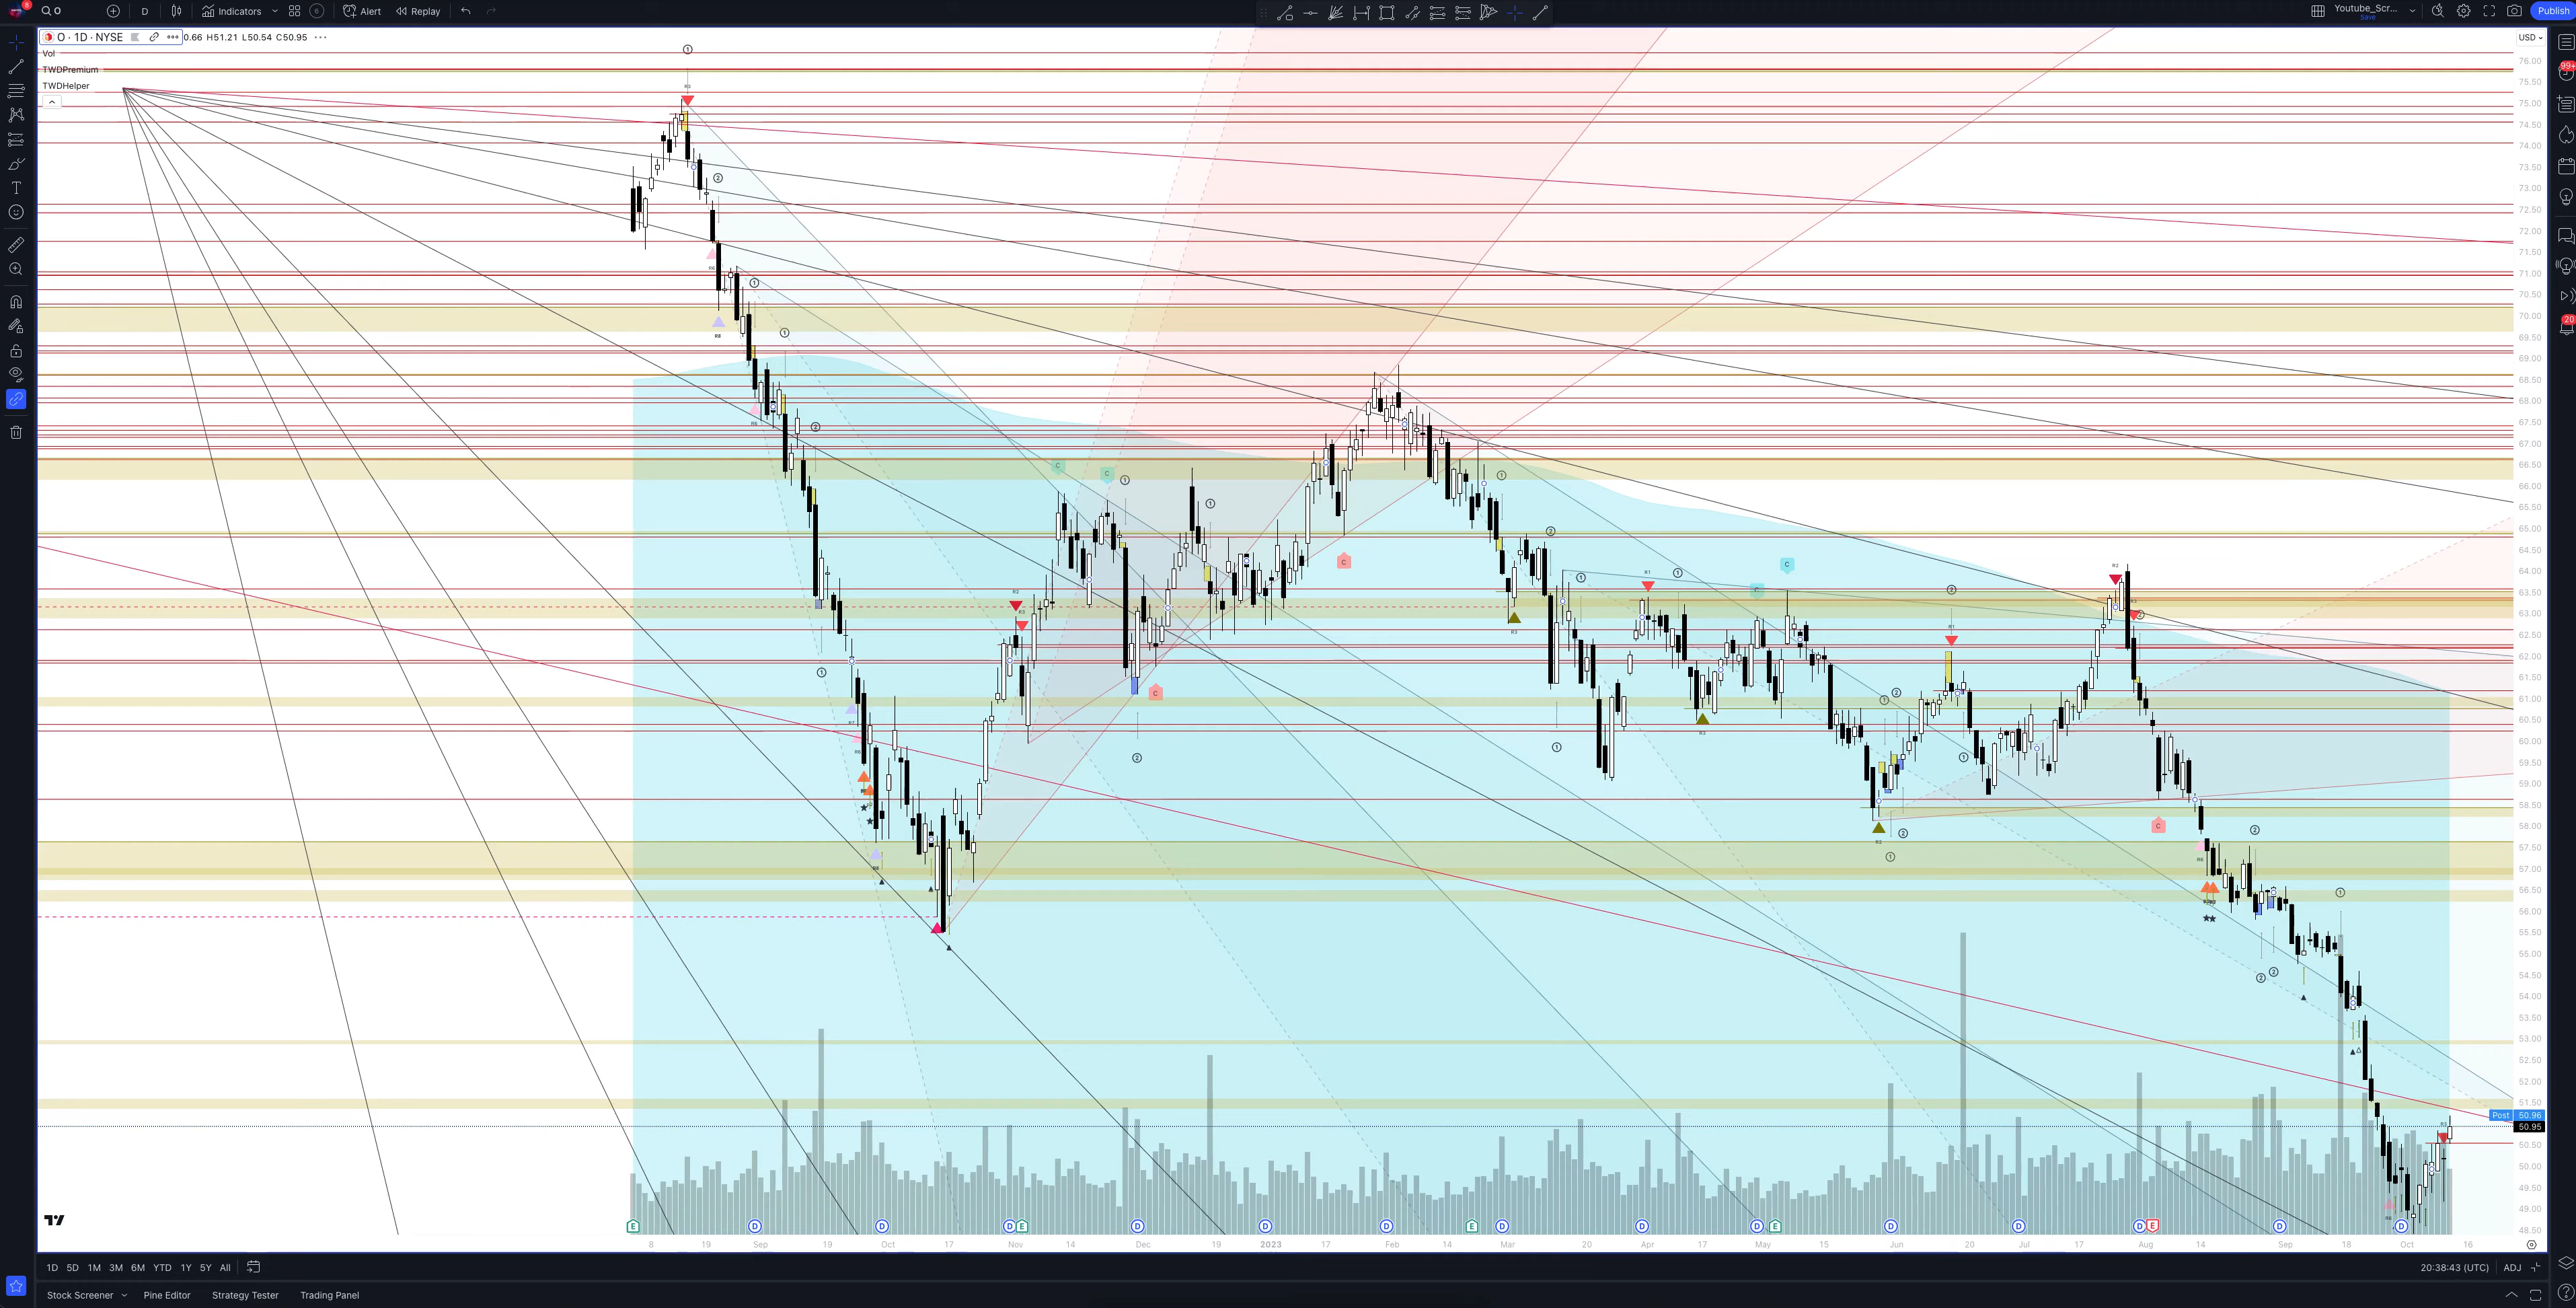 8
O
D
Indicators
Alert
Replay
Youtube_Scr...
Save
Publish
O · 1D · NYSE
0.66 H51.21 L50.54 C50.95
USD
Vol
TWDPremium
TWDHelper
99+
20
76.00
75.50
75.00
74.50
74.00
73.50
73.00
72.50
72.00
71.50
71.00
70.50
70.00
69.50
69.00
68.50
68.00
67.50
67.00
66.50
66.00
65.50
65.00
64.50
64.00
63.50
63.00
62.50
62.00
61.50
61.00
60.50
60.00
59.50
59.00
58.50
58.00
57.50
57.00
56.50
56.00
55.50
55.00
54.50
54.00
53.50
53.00
52.50
52.00
51.50
Post 50.96
50.95
50.50
50.00
49.50
49.00
48.50
E D D D E D D D E D D D E D D D E D D
8 19 Sep 19 Oct 17 Nov 14 Dec 19 2023 17 Feb 14 Mar 20 Apr 17 May 15 Jun 20 Jul 17 Aug 14 Sep 18 Oct 16
1D 5D 1M 3M 6M YTD 1Y 5Y All
20:38:43 (UTC) ADJ
Stock Screener Pine Editor Strategy Tester Trading Panel